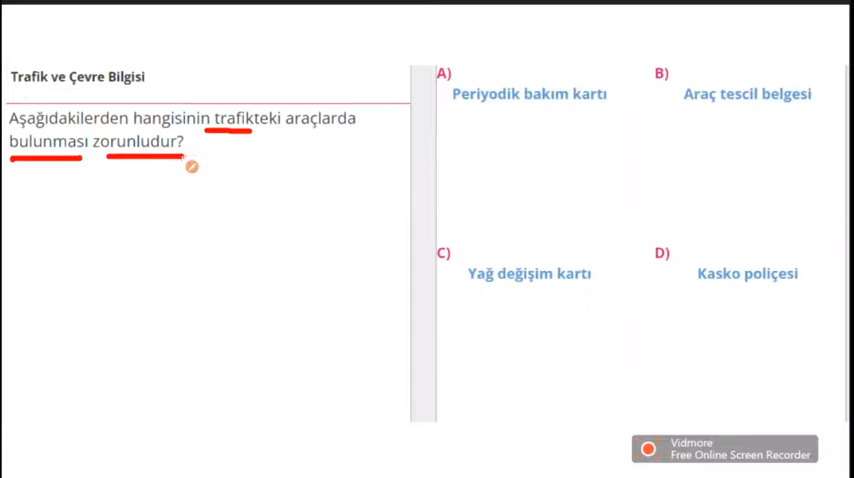 Trafik ve Çevre Bilgisi
Aşağıdakilerden hangisinin trafikteki araçlarda
bulunması zorunludur?
A)
Periyodik bakım kartı
B)
Araç tescil belgesi
C)
Yağ değişim kartı
D)
Kasko poliçesi
Vidmore
Free Online Screen Recorder